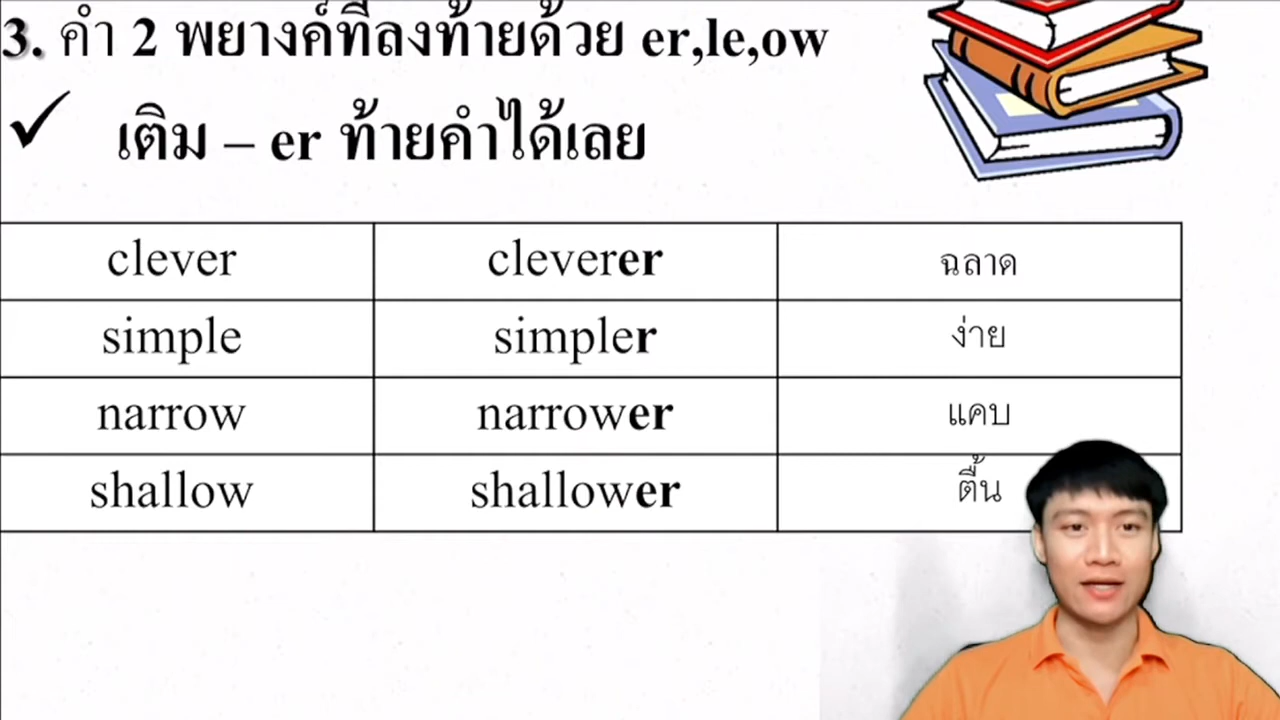 3. คำ 2 พยางค์ที่ลงท้ายด้วย er,le,ow
✓ เติม – er ท้ายคำได้เลย
clever cleverer ฉลาด
simple simpler ง่าย
narrow narrower แคบ
shallow shallower ตื้น